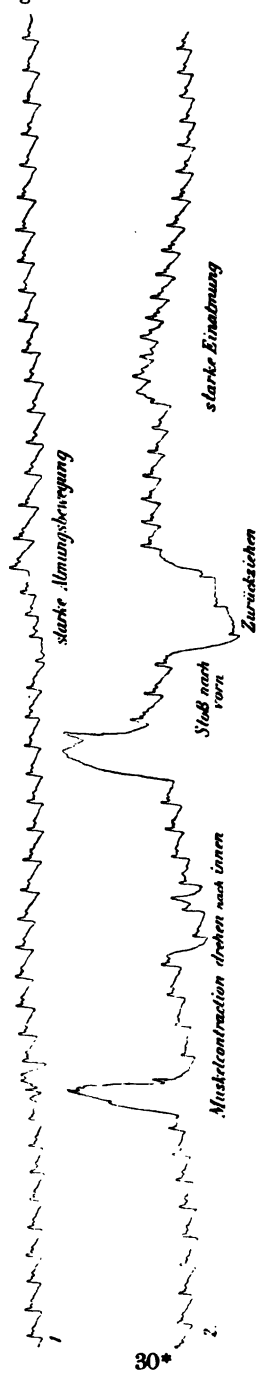 1
starke Atmungsbewegung
2.
Muskelcontraction drehen nach innen
Stoß nach
vorn
Zurückziehen
starke Einatmung
30*